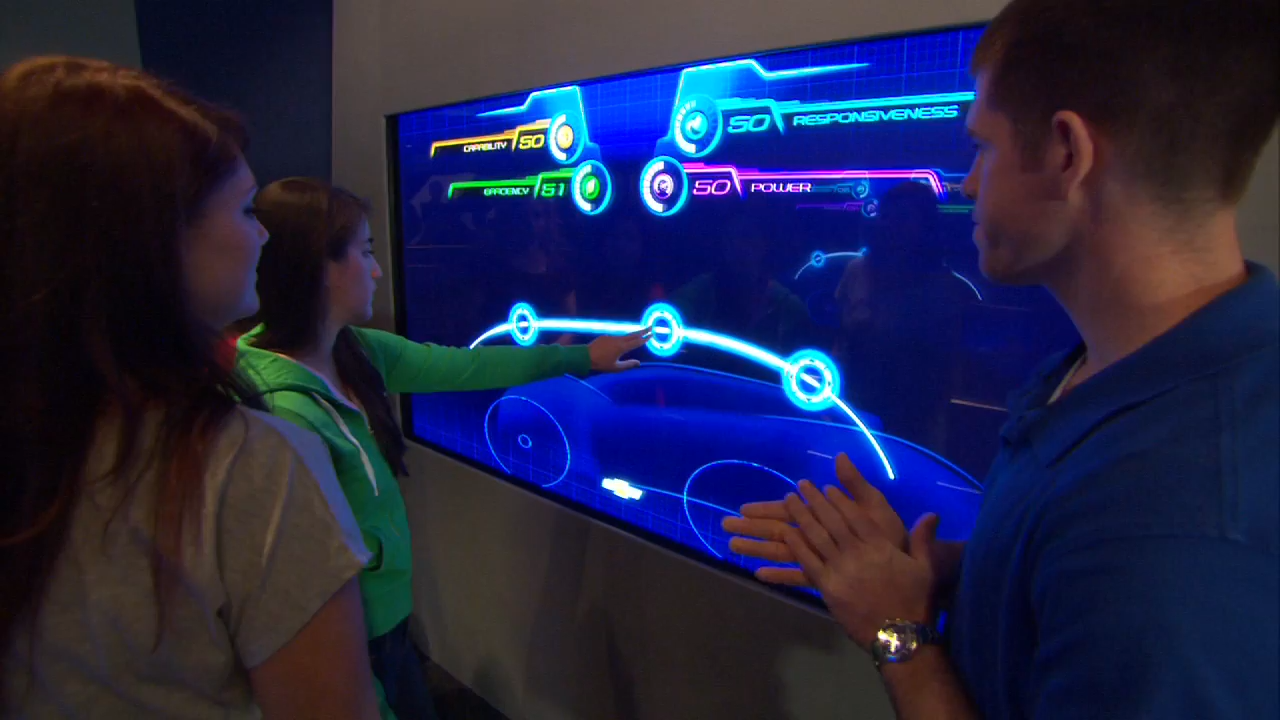 CAPABILITY 50
50 RESPONSIVENESS
EFFICIENCY 51
50 POWER